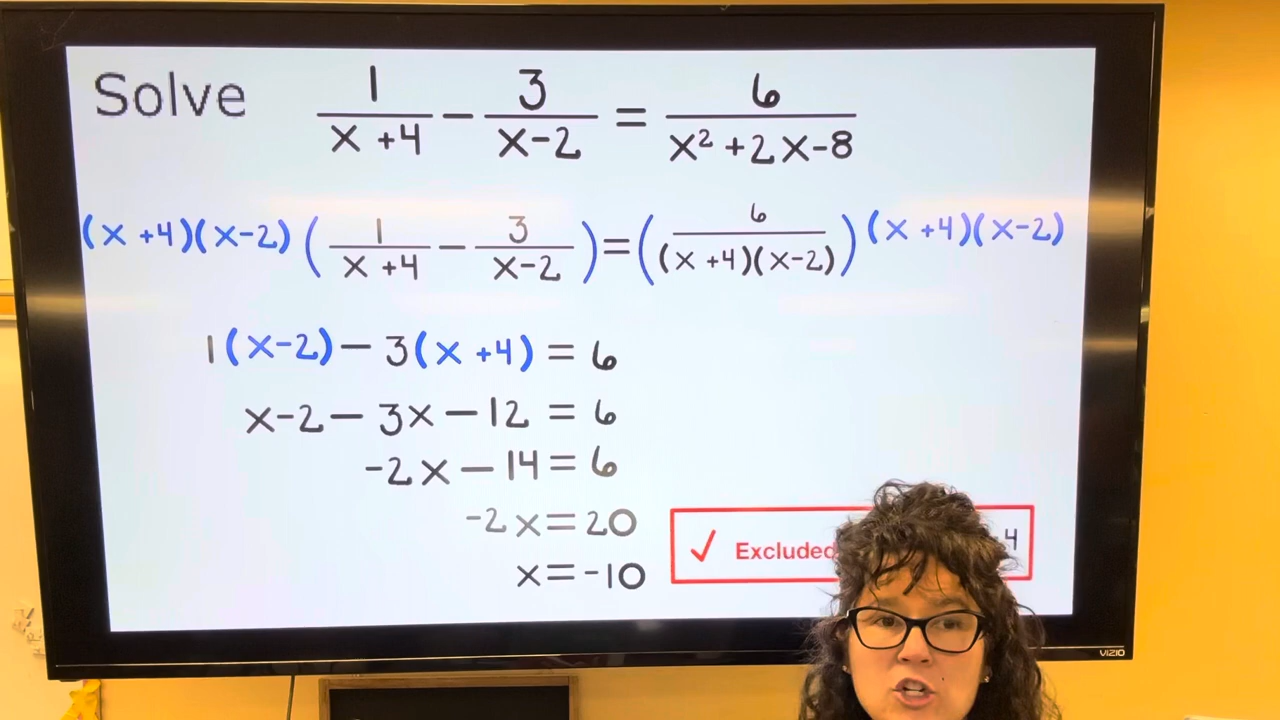 Solve 1/(x+4) - 3/(x-2) = 6/(x²+2x-8)
(x+4)(x-2)(1/(x+4) - 3/(x-2)) = (6/((x+4)(x-2)))(x+4)(x-2)
1(x-2) - 3(x+4) = 6
x-2 - 3x - 12 = 6
-2x - 14 = 6
-2x = 20
x = -10
✓ Excluded 4
VIZIO